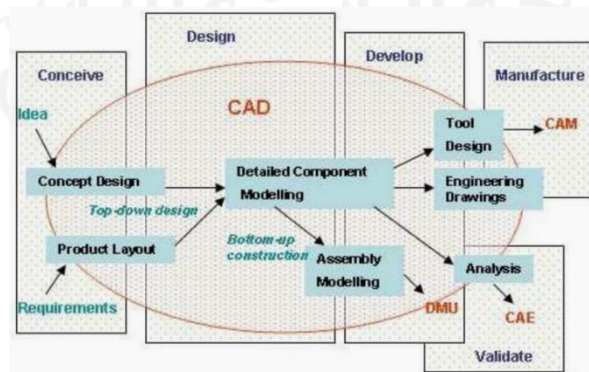 Design
Develop
Conceive
Manufacture
CAD
Idea
Tool
Design
CAM
Concept Design
Detailed Component
Modelling
Engineering
Drawings
Top-down design
Product Layout
Bottom-up
construction
Assembly
Modelling
Analysis
Requirements
DMU
CAE
Validate